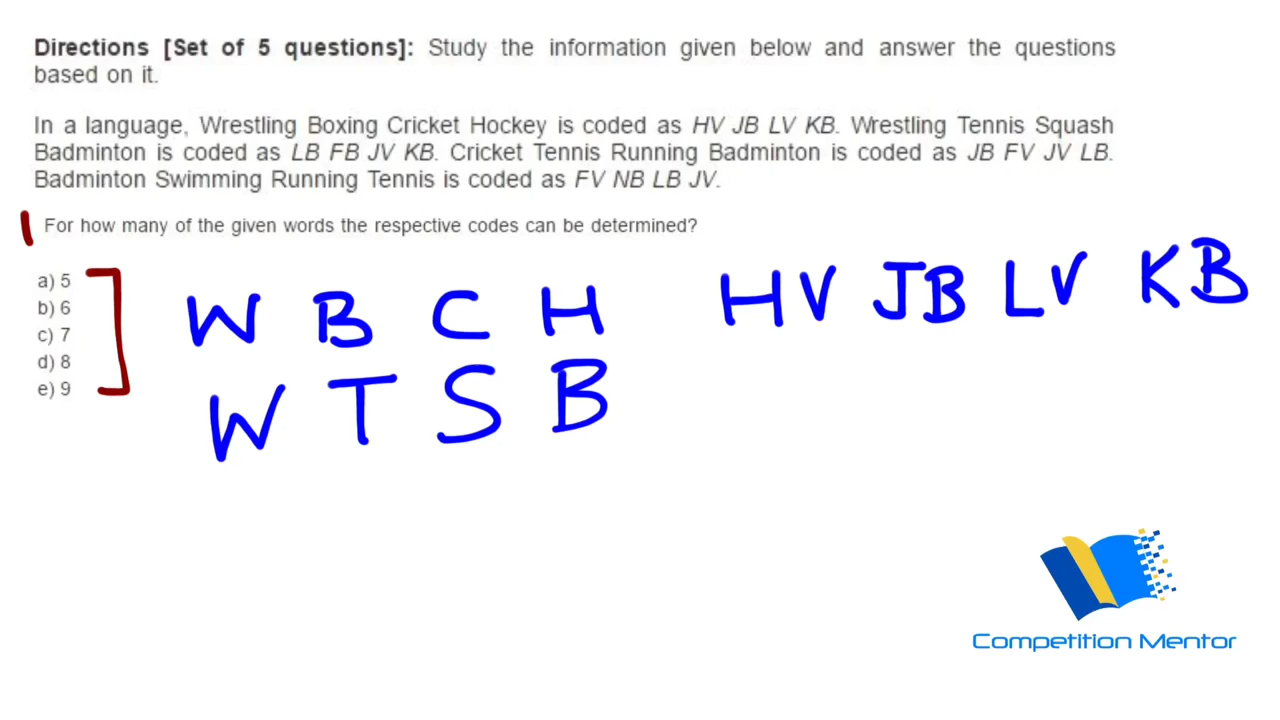 Directions [Set of 5 questions]: Study the information given below and answer the questions
based on it.
In a language, Wrestling Boxing Cricket Hockey is coded as HV JB LV KB. Wrestling Tennis Squash
Badminton is coded as LB FB JV KB. Cricket Tennis Running Badminton is coded as JB FV JV LB.
Badminton Swimming Running Tennis is coded as FV NB LB JV.
1 For how many of the given words the respective codes can be determined?
a) 5
b) 6
c) 7
d) 8
e) 9
W B C H HV JB LV KB
W T S B
Competition Mentor